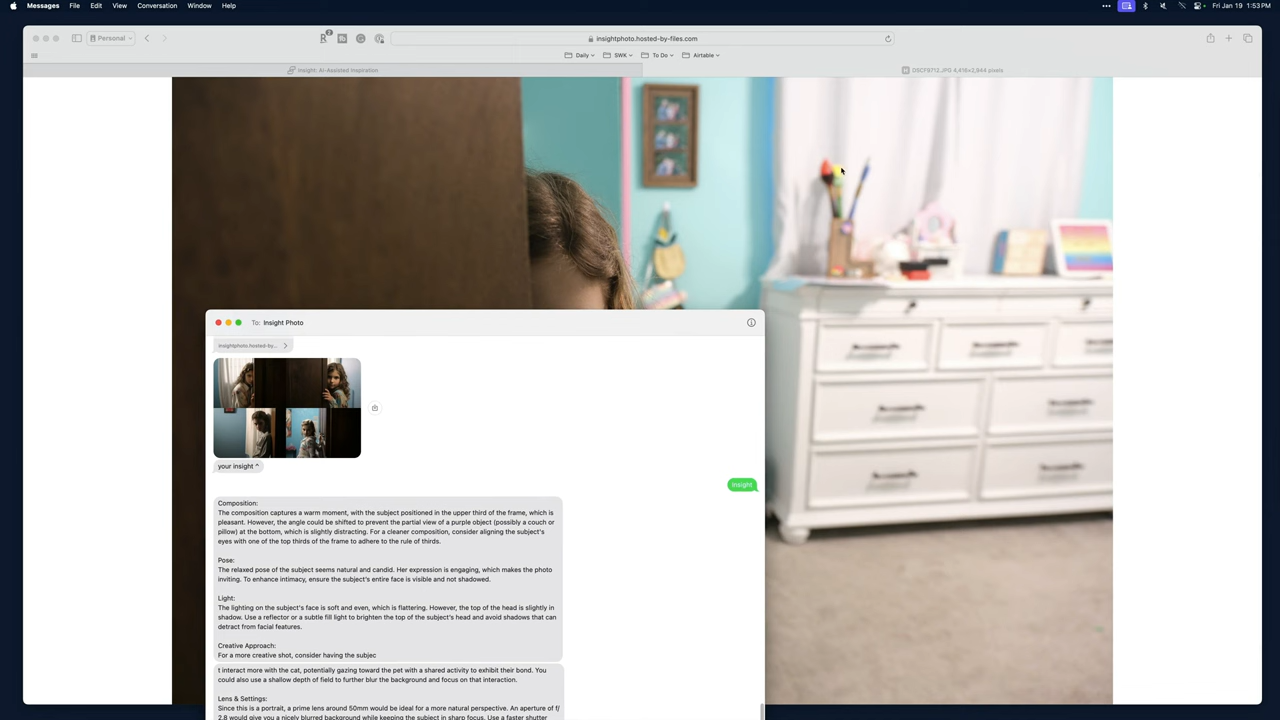 Messages File Edit View Conversation Window Help
Fri Jan 19 1:53 PM
Personal
insightphoto.hosted-by-files.com
Daily SWK To Do Airtable
Insight: AI-Assisted Inspiration
DSCF9712.JPG 4,416×2,944 pixels
To: Insight Photo
insightphoto.hosted-by...
your insight ^
Insight
Composition:
The composition captures a warm moment, with the subject positioned in the upper third of the frame, which is
pleasant. However, the angle could be shifted to prevent the partial view of a purple object (possibly a couch or
pillow) at the bottom, which is slightly distracting. For a cleaner composition, consider aligning the subject's
eyes with one of the top thirds of the frame to adhere to the rule of thirds.
Pose:
The relaxed pose of the subject seems natural and candid. Her expression is engaging, which makes the photo
inviting. To enhance intimacy, ensure the subject's entire face is visible and not shadowed.
Light:
The lighting on the subject's face is soft and even, which is flattering. However, the top of the head is slightly in
shadow. Use a reflector or a subtle fill light to brighten the top of the subject's head and avoid shadows that can
detract from facial features.
Creative Approach:
For a more creative shot, consider having the subjec
t interact more with the cat, potentially gazing toward the pet with a shared activity to exhibit their bond. You
could also use a shallow depth of field to further blur the background and focus on that interaction.
Lens & Settings:
Since this is a portrait, a prime lens around 50mm would be ideal for a more natural perspective. An aperture of f/
2.8 would give you a nicely blurred background while keeping the subject in sharp focus. Use a faster shutter